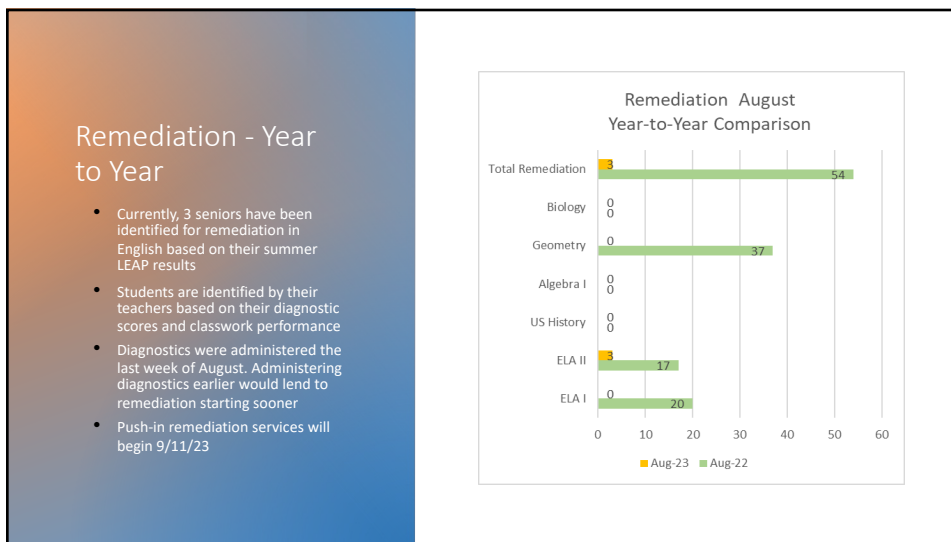 Remediation - Year
to Year
• Currently, 3 seniors have been
identified for remediation in
English based on their summer
LEAP results
• Students are identified by their
teachers based on their diagnostic
scores and classwork performance
• Diagnostics were administered the
last week of August. Administering
diagnostics earlier would lend to
remediation starting sooner
• Push-in remediation services will
begin 9/11/23
Remediation August
Year-to-Year Comparison
Total Remediation
3
54
Biology
0
0
Geometry
0
37
Algebra I
0
0
US History
0
0
ELA II
3
17
ELA I
0
20
0 10 20 30 40 50 60
Aug-23 Aug-22